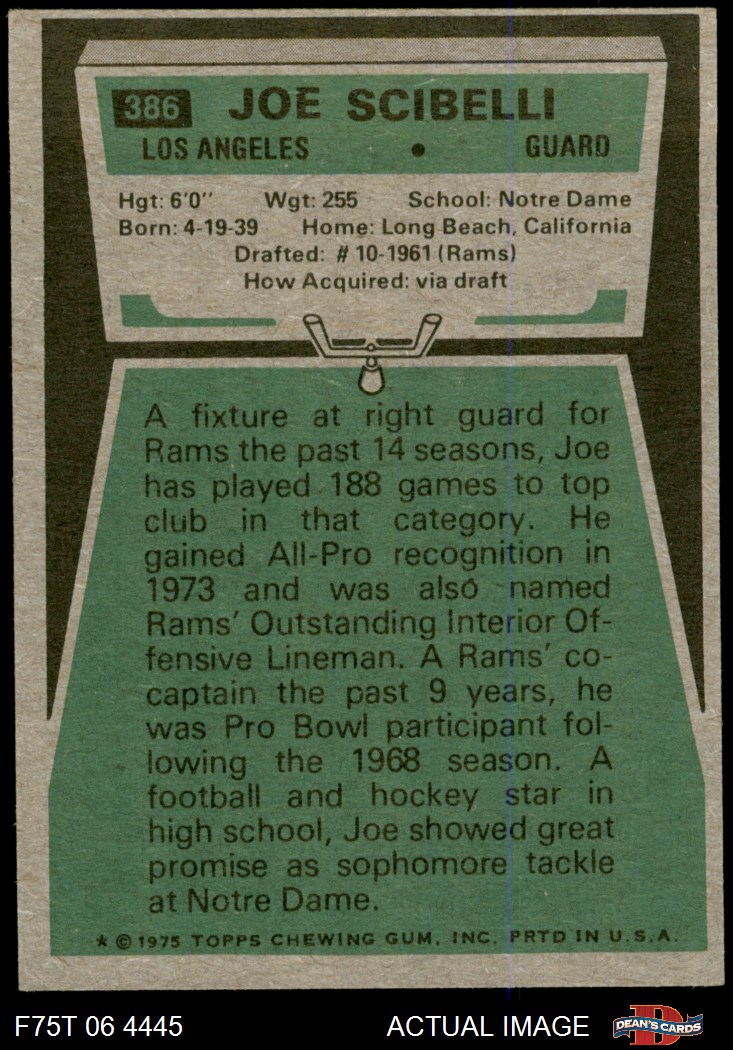 386 JOE SCIBELLI
LOS ANGELES • GUARD
Hgt: 6'0'' Wgt: 255 School: Notre Dame
Born: 4-19-39 Home: Long Beach, California
Drafted: # 10-1961 (Rams)
How Acquired: via draft
A fixture at right guard for
Rams the past 14 seasons, Joe
has played 188 games to top
club in that category. He
gained All-Pro recognition in
1973 and was also named
Rams' Outstanding Interior Of-
fensive Lineman. A Rams' co-
captain the past 9 years, he
was Pro Bowl participant fol-
lowing the 1968 season. A
football and hockey star in
high school, Joe showed great
promise as sophomore tackle
at Notre Dame.
* © 1975 TOPPS CHEWING GUM, INC. PRTD IN U.S.A.
F75T 06 4445 ACTUAL IMAGE DEAN'S CARDS